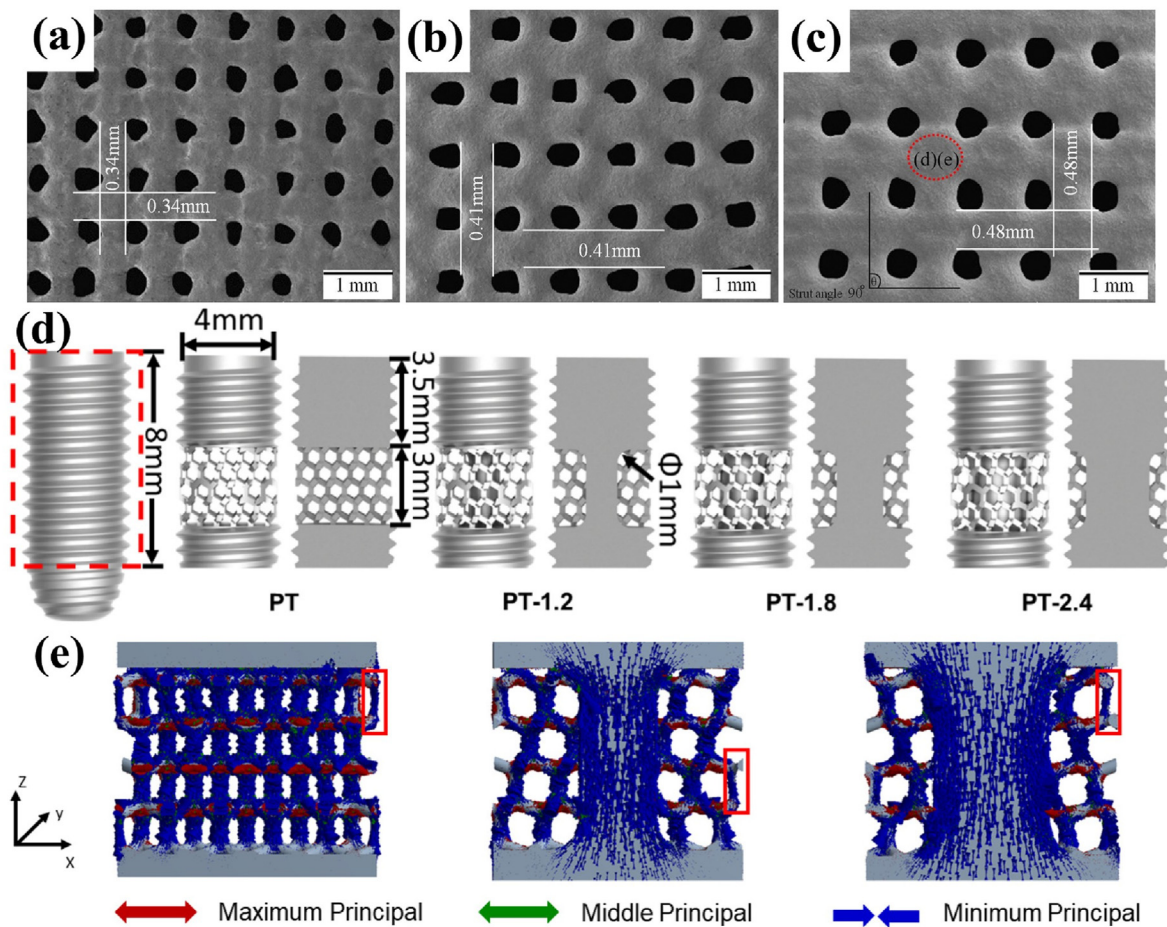 (a)
0.34mm
0.34mm
1 mm
(b)
0.41mm
0.41mm
1 mm
(c)
(d)(e)
0.48mm
0.48mm
θ
Strut angle 90°
1 mm
(d)
8mm
4mm
3.5mm
3mm
Φ1mm
PT
PT-1.2
PT-1.8
PT-2.4
(e)
Z
y
X
Maximum Principal
Middle Principal
Minimum Principal